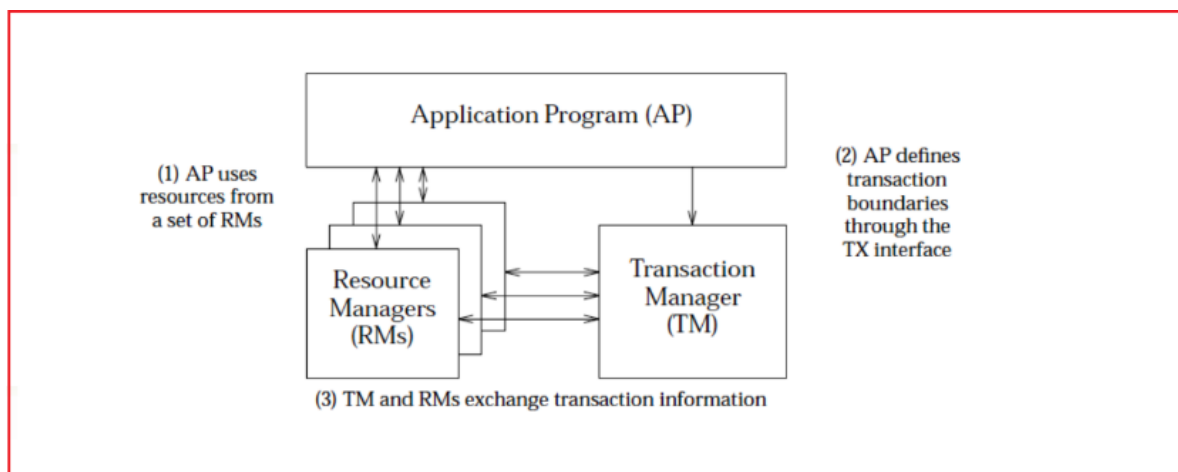 Application Program (AP)
(1) AP uses
resources from
a set of RMs
(2) AP defines
transaction
boundaries
through the
TX interface
Resource
Managers
(RMs)
Transaction
Manager
(TM)
(3) TM and RMs exchange transaction information